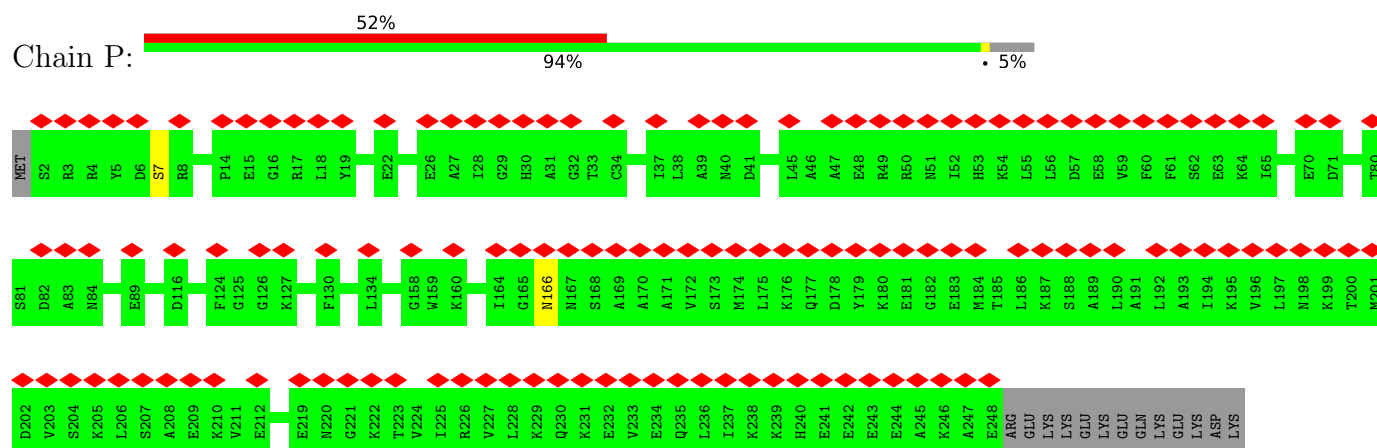 52%
Chain P:
94% • 5%
MET S2 R3 R4 Y5 D6 S7 R8 P14 E15 G16 R17 L18 Y19 E22 E26 A27 I28 G29 H30 A31 G32 T33 C34 I37 L38 A39 N40 D41 L45 A46 A47 E48 R49 R50 N51 I52 H53 K54 L55 L56 D57 E58 V59 F60 F61 S62 E63 K64 I65 E70 D71 T80
S81 D82 A83 N84 E89 D116 F124 G125 G126 K127 F130 L134 G158 W159 K160 I164 G165 N166 N167 S168 A169 A170 A171 V172 S173 M174 L175 K176 Q177 D178 Y179 K180 E181 G182 E183 M184 T185 L186 K187 S188 A189 L190 A191 L192 A193 I194 K195 V196 L197 N198 K199 T200 M201
D202 V203 S204 K205 L206 S207 A208 E209 K210 V211 E212 E219 N220 G221 K222 T223 V224 I225 R226 V227 L228 K229 Q230 K231 E232 V233 E234 Q235 L236 I237 K238 K239 H240 E241 E242 E243 E244 A245 K246 A247 E248 ARG GLU LYS LYS GLU LYS GLU GLU GLN LYS GLU LYS ASP LYS